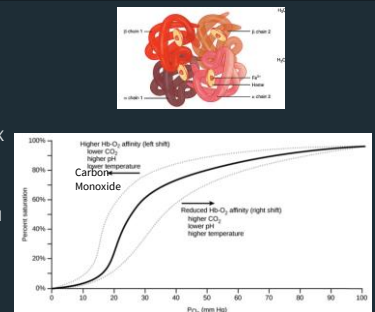 H₂C
β chain 1
β chain 2
H₃C
Fe²⁺
Heme
α chain 1
α chain 2
Higher Hb-O₂ affinity (left shift)
lower CO₂
higher pH
lower temperature
Carbon
Monoxide
Reduced Hb-O₂ affinity (right shift)
higher CO₂
lower pH
higher temperature
Percent saturation
100%
80%
60%
40%
20%
0%
0 10 20 30 40 50 60 70 80 90 100
Po₂ (mm Hg)